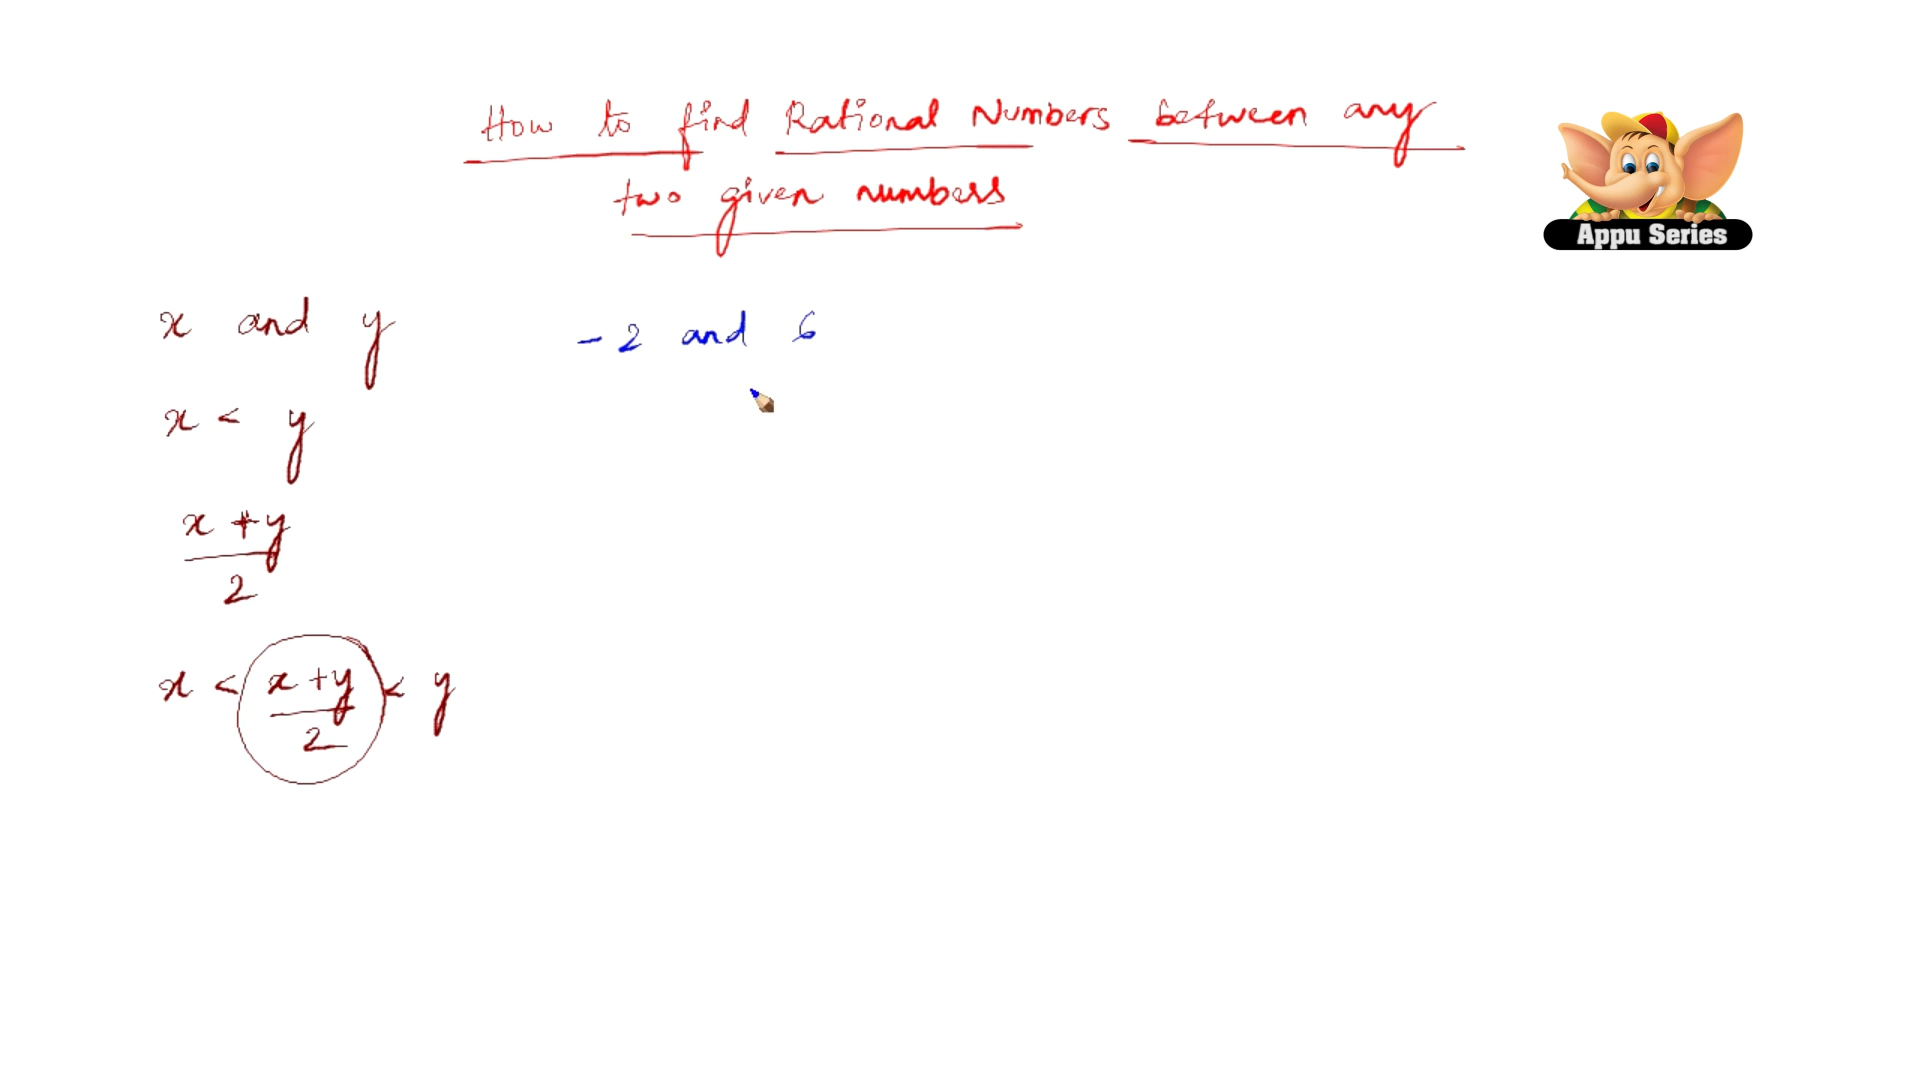 How to find Rational Numbers between any
two given numbers
Appu Series
x and y
x < y
x + y
2
x < x + y < y
2
- 2 and 6